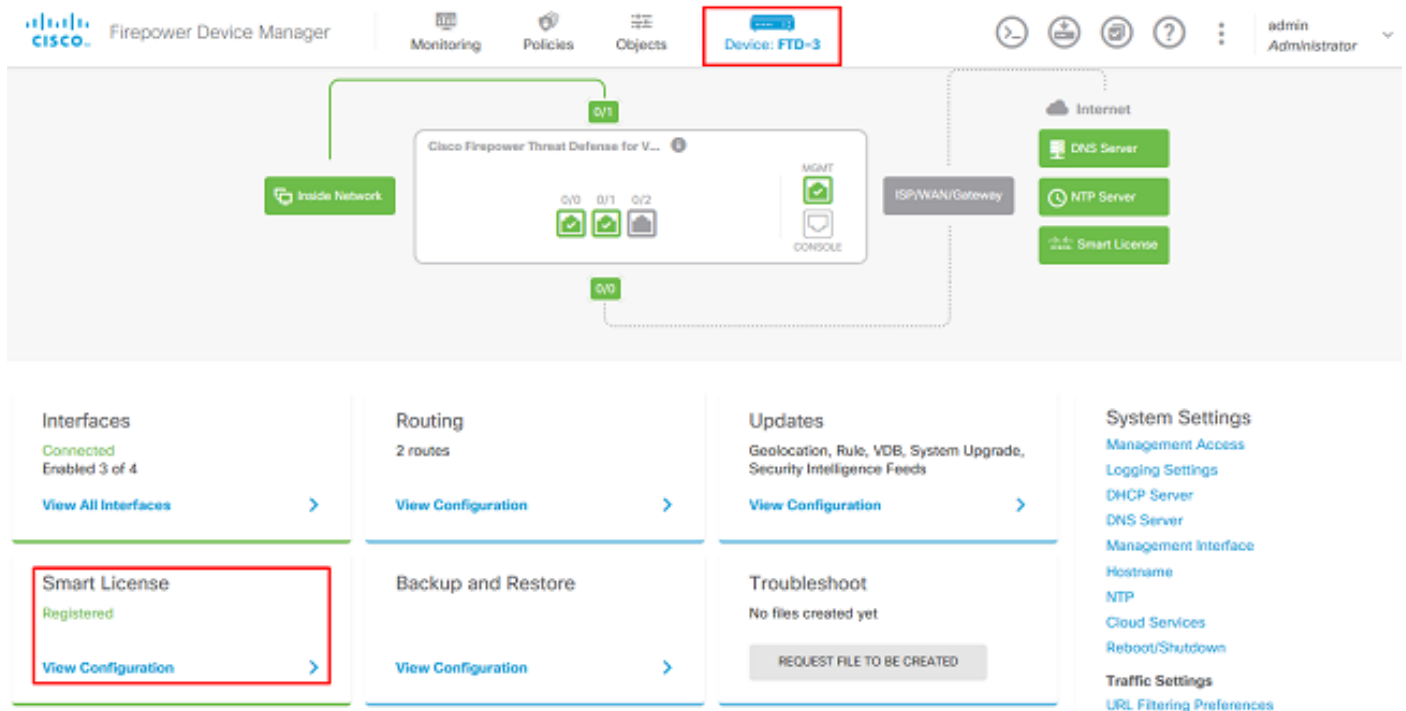 cisco. Firepower Device Manager
Monitoring
Policies
Objects
Device: FTD-3
admin
Administrator
0/1
Internet
Cisco Firepower Threat Defense for V...
DNS Server
MGMT
Inside Network
0/0 0/1 0/2
ISP/WAN/Gateway
NTP Server
CONSOLE
Smart License
0/0
Interfaces
Connected
Enabled 3 of 4
View All Interfaces
Routing
2 routes
View Configuration
Updates
Geolocation, Rule, VDB, System Upgrade,
Security Intelligence Feeds
View Configuration
Smart License
Registered
View Configuration
Backup and Restore
View Configuration
Troubleshoot
No files created yet
REQUEST FILE TO BE CREATED
System Settings
Management Access
Logging Settings
DHCP Server
DNS Server
Management Interface
Hostname
NTP
Cloud Services
Reboot/Shutdown
Traffic Settings
URL Filtering Preferences